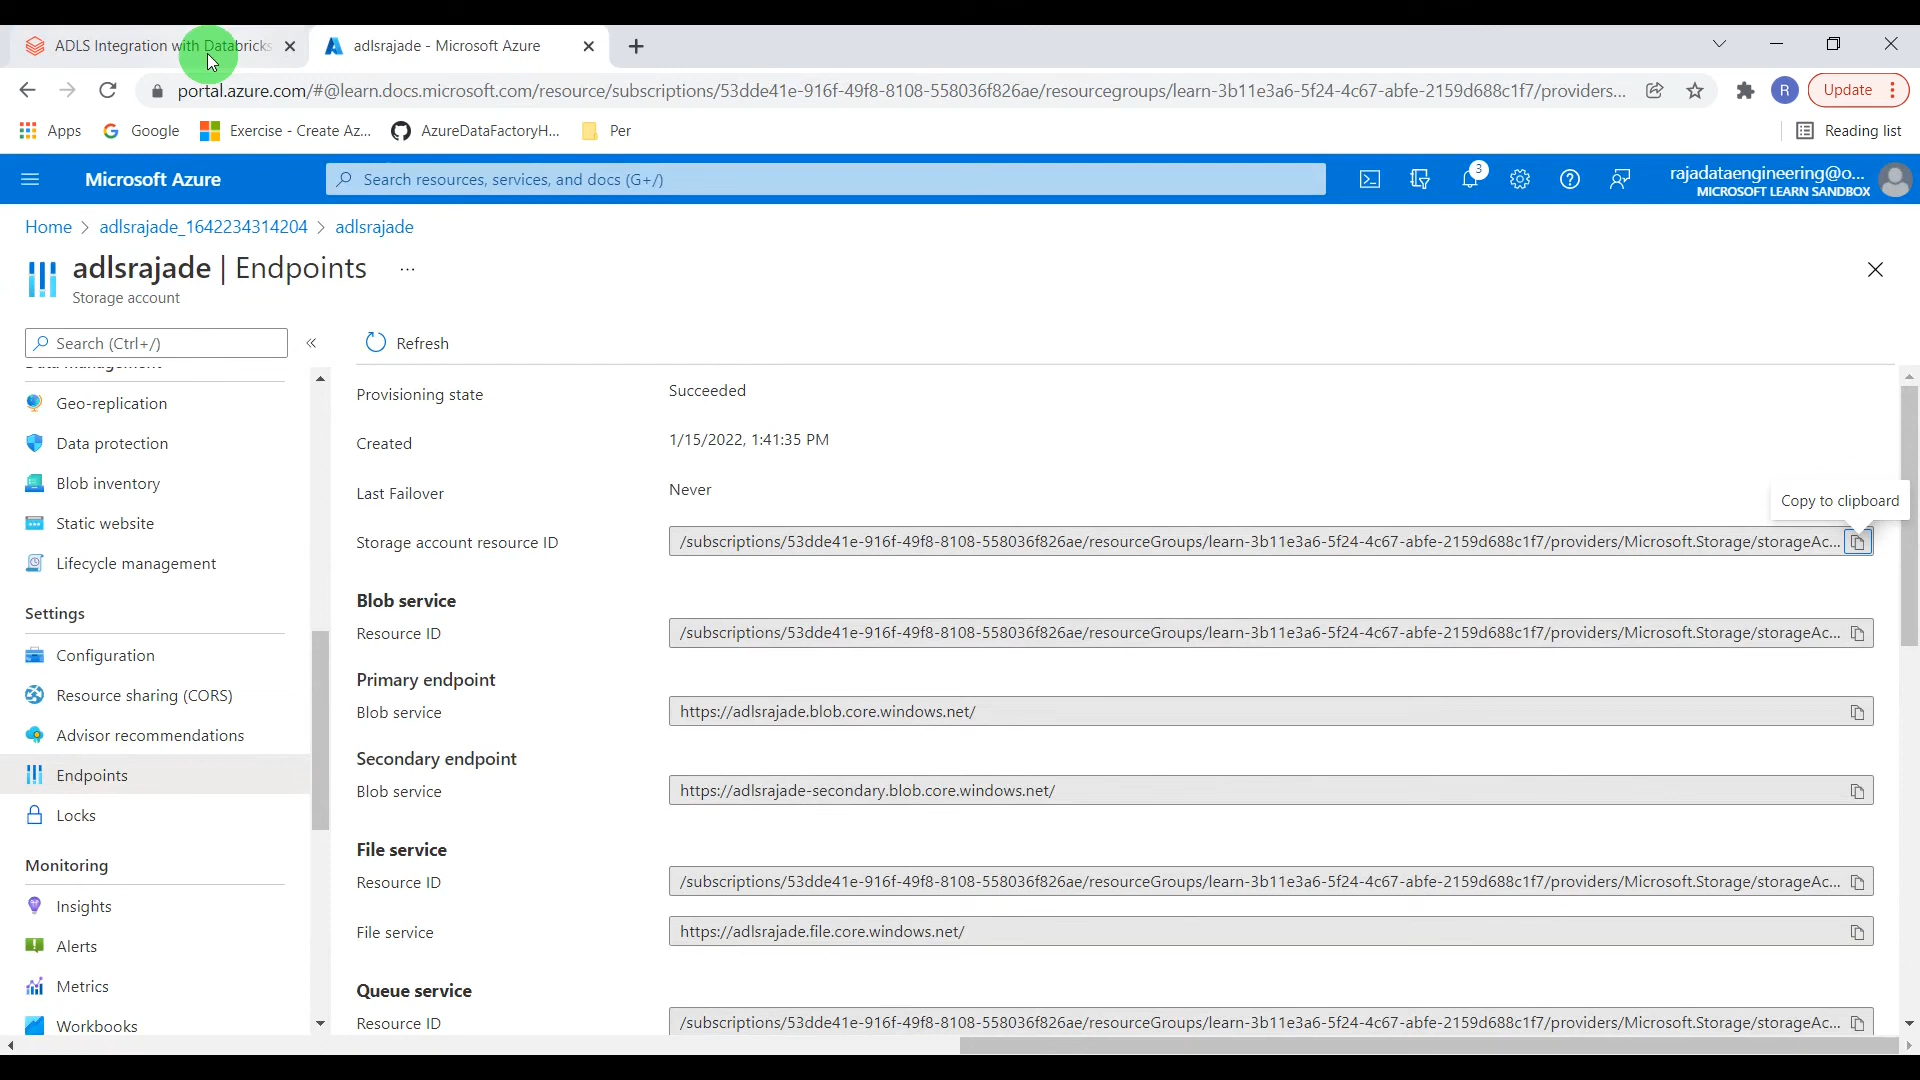 ADLS Integration with Databricks
adlsrajade - Microsoft Azure
portal.azure.com/#@learn.docs.microsoft.com/resource/subscriptions/53dde41e-916f-49f8-8108-558036f826ae/resourcegroups/learn-3b11e3a6-5f24-4c67-abfe-2159d688c1f7/providers...
R
Update
Apps
Google
Exercise - Create Az...
AzureDataFactoryH...
Per
Reading list
Microsoft Azure
Search resources, services, and docs (G+/)
3
rajadataengineering@o...
MICROSOFT LEARN SANDBOX
Home > adlsrajade_1642234314204 > adlsrajade
adlsrajade | Endpoints ...
Storage account
Search (Ctrl+/)
«
Refresh
Geo-replication
Data protection
Blob inventory
Static website
Lifecycle management
Settings
Configuration
Resource sharing (CORS)
Advisor recommendations
Endpoints
Locks
Monitoring
Insights
Alerts
Metrics
Workbooks
Provisioning state
Succeeded
Created
1/15/2022, 1:41:35 PM
Last Failover
Never
Copy to clipboard
Storage account resource ID
/subscriptions/53dde41e-916f-49f8-8108-558036f826ae/resourceGroups/learn-3b11e3a6-5f24-4c67-abfe-2159d688c1f7/providers/Microsoft.Storage/storageAc...
Blob service
Resource ID
/subscriptions/53dde41e-916f-49f8-8108-558036f826ae/resourceGroups/learn-3b11e3a6-5f24-4c67-abfe-2159d688c1f7/providers/Microsoft.Storage/storageAc...
Primary endpoint
Blob service
https://adlsrajade.blob.core.windows.net/
Secondary endpoint
Blob service
https://adlsrajade-secondary.blob.core.windows.net/
File service
Resource ID
/subscriptions/53dde41e-916f-49f8-8108-558036f826ae/resourceGroups/learn-3b11e3a6-5f24-4c67-abfe-2159d688c1f7/providers/Microsoft.Storage/storageAc...
File service
https://adlsrajade.file.core.windows.net/
Queue service
Resource ID
/subscriptions/53dde41e-916f-49f8-8108-558036f826ae/resourceGroups/learn-3b11e3a6-5f24-4c67-abfe-2159d688c1f7/providers/Microsoft.Storage/storageAc...